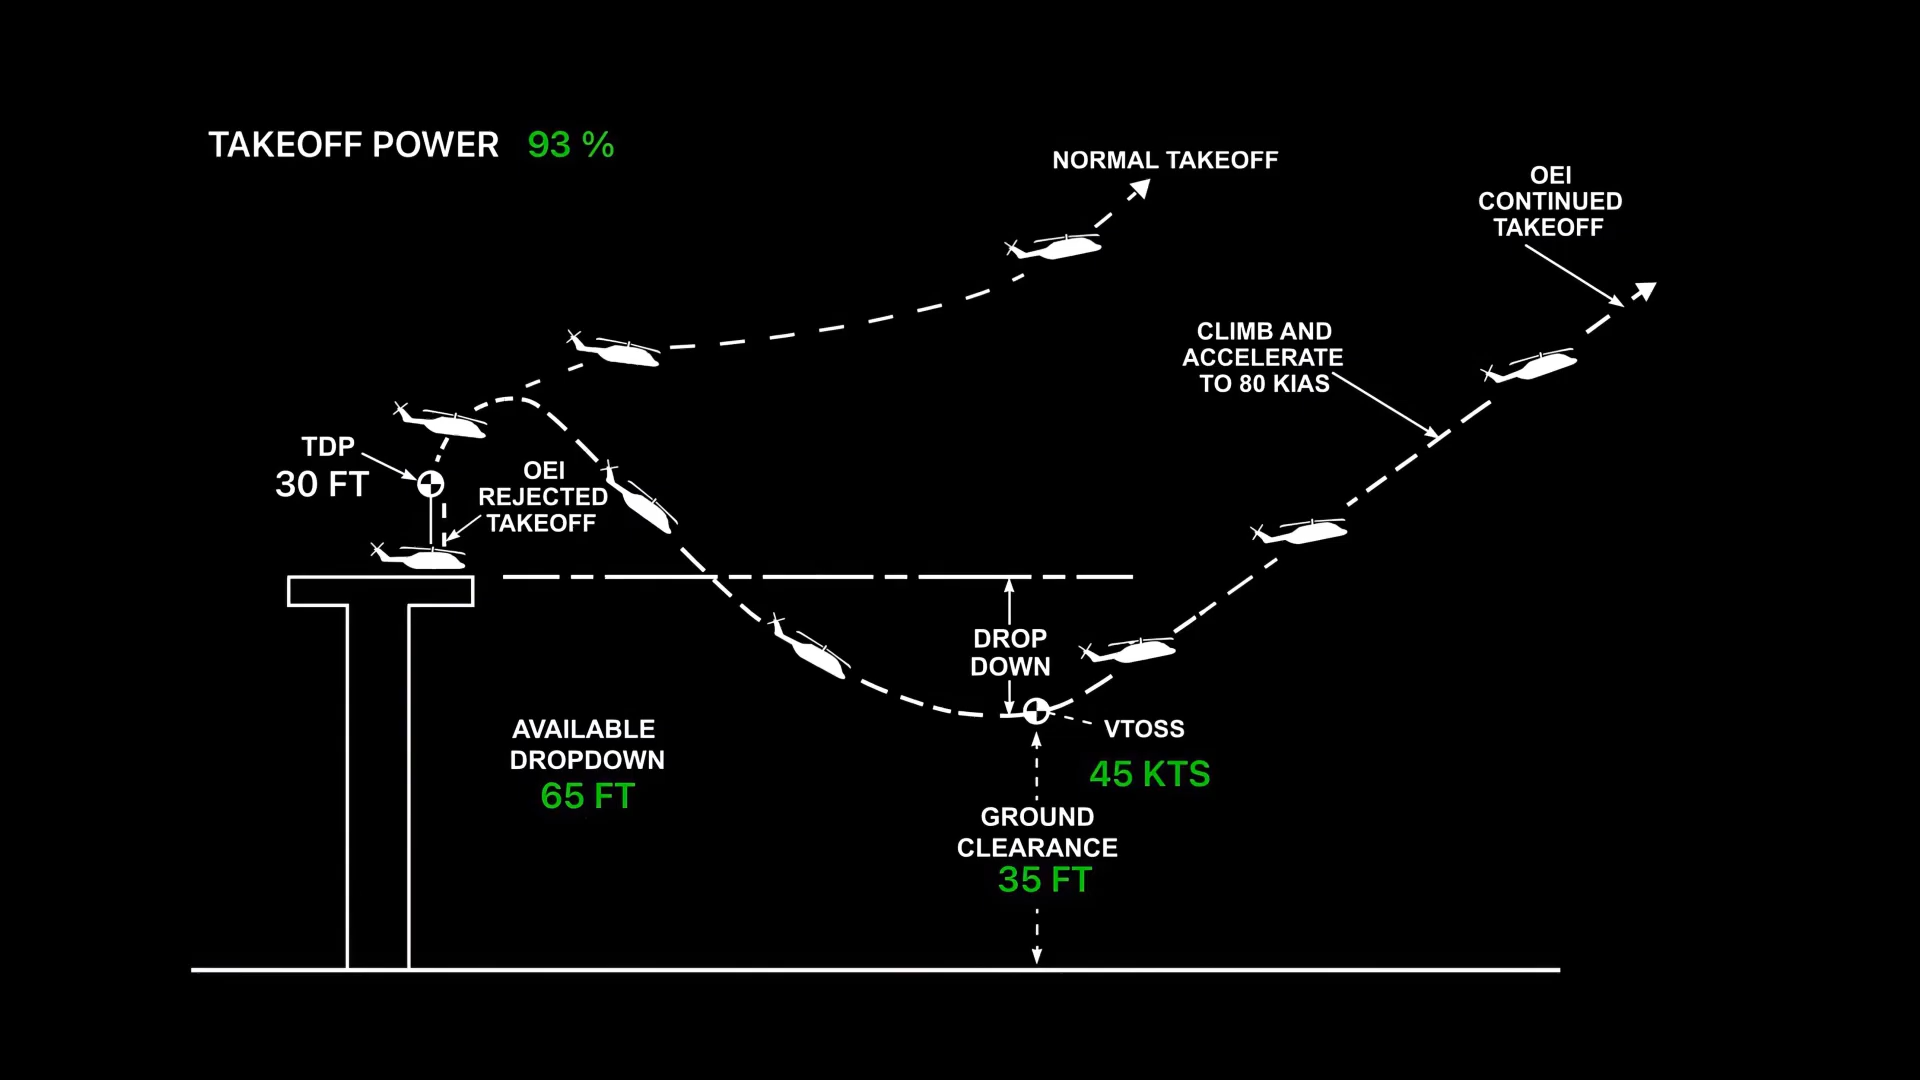 TAKEOFF POWER 93 %
NORMAL TAKEOFF
OEI
CONTINUED
TAKEOFF
CLIMB AND
ACCELERATE
TO 80 KIAS
TDP
30 FT
OEI
REJECTED
TAKEOFF
DROP
DOWN
AVAILABLE
DROPDOWN
65 FT
VTOSS
45 KTS
GROUND
CLEARANCE
35 FT